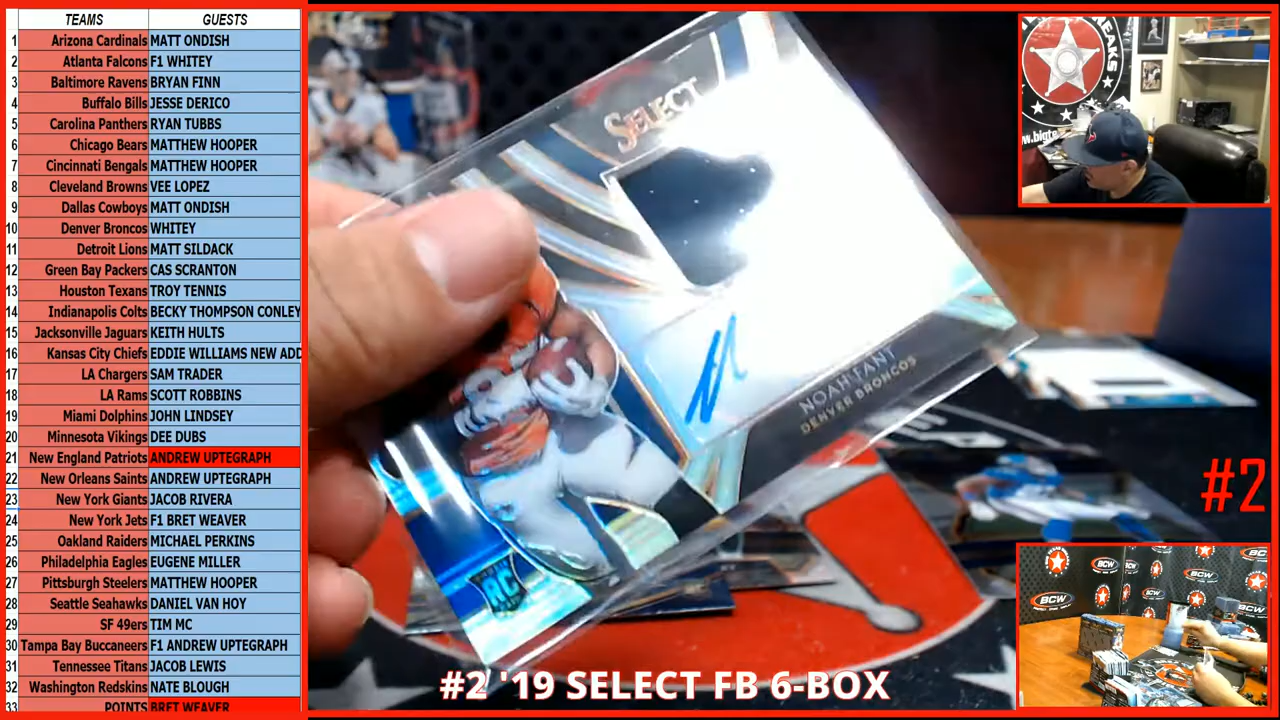 TEAMS GUESTS
1 Arizona Cardinals MATT ONDISH
2 Atlanta Falcons F1 WHITEY
3 Baltimore Ravens BRYAN FINN
4 Buffalo Bills JESSE DERICO
5 Carolina Panthers RYAN TUBBS
6 Chicago Bears MATTHEW HOOPER
7 Cincinnati Bengals MATTHEW HOOPER
8 Cleveland Browns VEE LOPEZ
9 Dallas Cowboys MATT ONDISH
10 Denver Broncos WHITEY
11 Detroit Lions MATT SILDACK
12 Green Bay Packers CAS SCRANTON
13 Houston Texans TROY TENNIS
14 Indianapolis Colts BECKY THOMPSON CONLEY
15 Jacksonville Jaguars KEITH HULTS
16 Kansas City Chiefs EDDIE WILLIAMS NEW ADD
17 LA Chargers SAM TRADER
18 LA Rams SCOTT ROBBINS
19 Miami Dolphins JOHN LINDSEY
20 Minnesota Vikings DEE DUBS
21 New England Patriots ANDREW UPTEGRAPH
22 New Orleans Saints ANDREW UPTEGRAPH
23 New York Giants JACOB RIVERA
24 New York Jets F1 BRET WEAVER
25 Oakland Raiders MICHAEL PERKINS
26 Philadelphia Eagles EUGENE MILLER
27 Pittsburgh Steelers MATTHEW HOOPER
28 Seattle Seahawks DANIEL VAN HOY
29 SF 49ers TIM MC
30 Tampa Bay Buccaneers F1 ANDREW UPTEGRAPH
31 Tennessee Titans JACOB LEWIS
32 Washington Redskins NATE BLOUGH
33 POINTS BRET WEAVER
SELECT
NOAH FANT
DENVER BRONCOS
RC
#2
#2 '19 SELECT FB 6-BOX
BCW
BCW
BCW
BCW
BCW